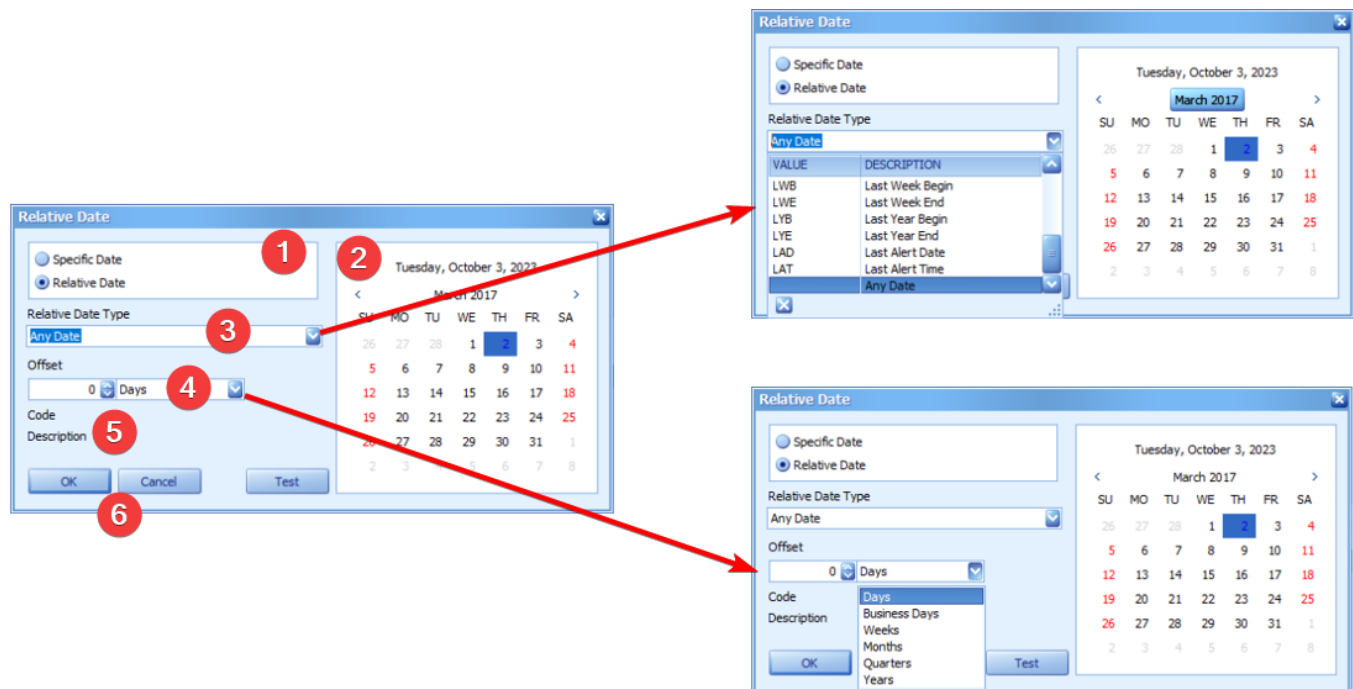 Relative Date
Specific Date
Relative Date
Relative Date Type
Any Date
Offset
0 Days
Code
Description
OK Cancel Test
1
2
3
4
5
6
Tuesday, October 3, 2023
< March 2017 >
SU MO TU WE TH FR SA
26 27 28 1 2 3 4
5 6 7 8 9 10 11
12 13 14 15 16 17 18
19 20 21 22 23 24 25
26 27 28 29 30 31 1
2 3 4 5 6 7 8
Relative Date
Specific Date
Relative Date
Relative Date Type
Any Date
VALUE DESCRIPTION
LWB Last Week Begin
LWE Last Week End
LYB Last Year Begin
LYE Last Year End
LAD Last Alert Date
LAT Last Alert Time
Any Date
Tuesday, October 3, 2023
< March 2017 >
SU MO TU WE TH FR SA
26 27 28 1 2 3 4
5 6 7 8 9 10 11
12 13 14 15 16 17 18
19 20 21 22 23 24 25
26 27 28 29 30 31 1
2 3 4 5 6 7 8
Relative Date
Specific Date
Relative Date
Relative Date Type
Any Date
Offset
0 Days
Code
Description
Days
Business Days
Weeks
Months
Quarters
Years
OK Test
Tuesday, October 3, 2023
< March 2017 >
SU MO TU WE TH FR SA
26 27 28 1 2 3 4
5 6 7 8 9 10 11
12 13 14 15 16 17 18
19 20 21 22 23 24 25
26 27 28 29 30 31 1
2 3 4 5 6 7 8